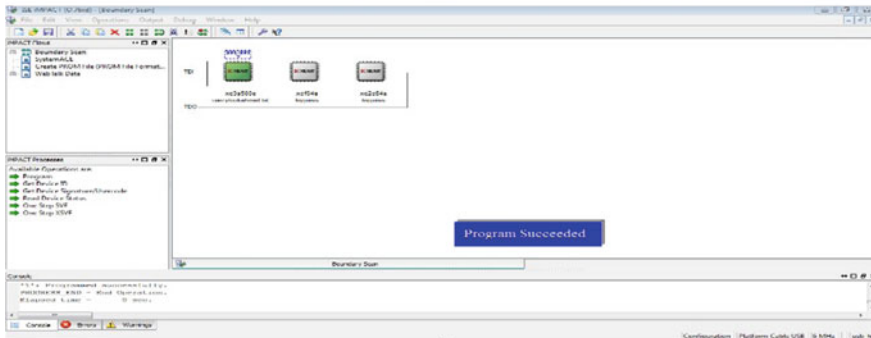 ISE iMPACT (O.76xd) - [Boundary Scan]
File Edit View Operations Output Debug Window Help
iMPACT Flows
Boundary Scan
SystemACE
Create PROM File (PROM File Format...
WebTalk Data
TDI
TDO
xc3s500e
xcf04s
bypass
xc2c64a
bypass
iMPACT Processes
Available Operations are:
Program
Get Device ID
Get Device Signature/Usercode
Read Device Status
One Step SVF
One Step XSVF
Program Succeeded
Boundary Scan
Console
'1': Programmed successfully.
PROGRESS_END - End Operation.
Elapsed time =      0 sec.
Console Errors Warnings
Configuration Platform Cable USB 6 MHz usb-hs